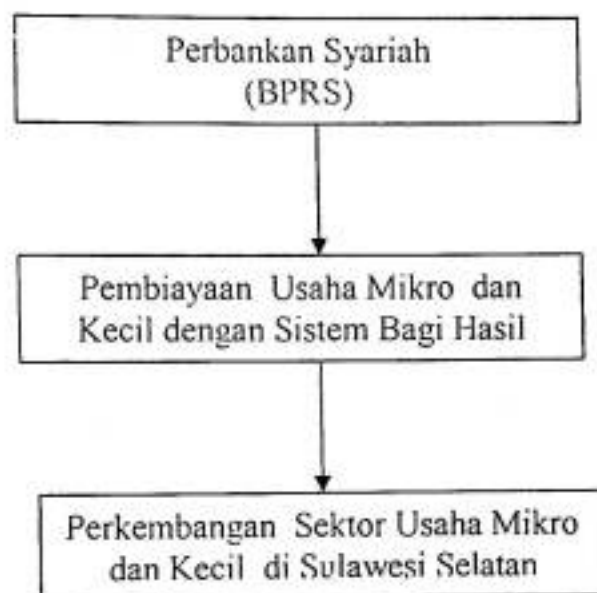 Perbankan Syariah
(BPRS)
Pembiayaan Usaha Mikro dan
Kecil dengan Sistem Bagi Hasil
Perkembangan Sektor Usaha Mikro
dan Kecil di Sulawesi Selatan